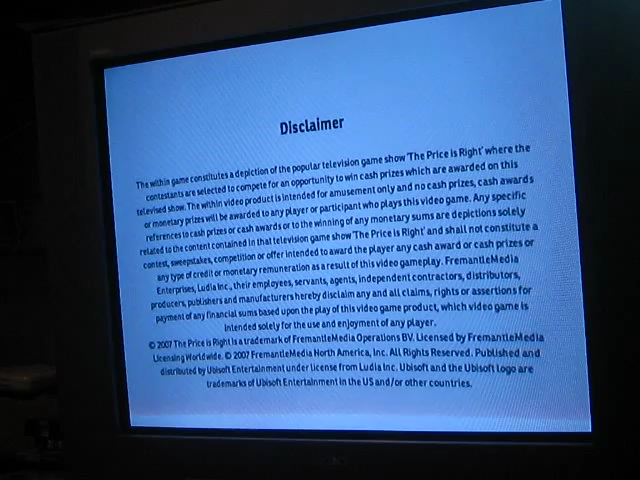 Disclaimer
The within game constitutes a depiction of the popular television game show 'The Price is Right' where the
contestants are selected to compete for an opportunity to win cash prizes which are awarded on this
televised show. The within video product is intended for amusement only and no cash prizes, cash awards
or monetary prizes will be awarded to any player or participant who plays this video game. Any specific
references to cash prizes or cash awards or to the winning of any monetary sums are depictions solely
related to the content contained in that television game show 'The Price is Right' and shall not constitute a
contest, sweepstakes, competition or offer intended to award the player any cash award or cash prizes or
any type of credit or monetary remuneration as a result of this video gameplay. FremantleMedia
Enterprises, Ludia Inc., their employees, servants, agents, independent contractors, distributors,
producers, publishers and manufacturers hereby disclaim any and all claims, rights or assertions for
payment of any financial sums based upon the play of this video game product, which video game is
intended solely for the use and enjoyment of any player.
© 2007 The Price is Right is a trademark of FremantleMedia Operations BV. Licensed by FremantleMedia
Licensing Worldwide. © 2007 FremantleMedia North America, Inc. All Rights Reserved. Published and
distributed by Ubisoft Entertainment under license from Ludia Inc. Ubisoft and the Ubisoft logo are
trademarks of Ubisoft Entertainment in the US and/or other countries.